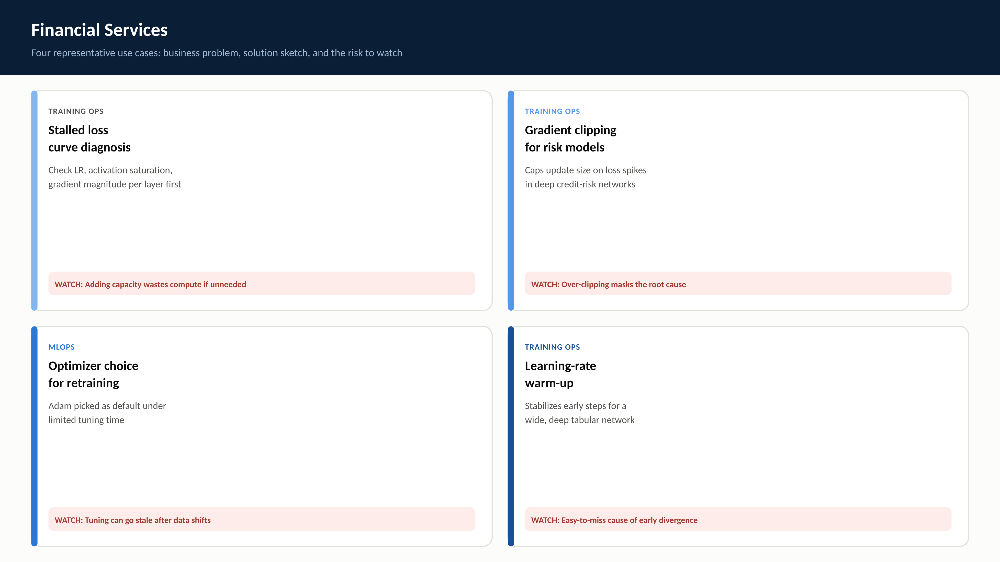 Financial Services
Four representative use cases: business problem, solution sketch, and the risk to watch
TRAINING OPS
Stalled loss
curve diagnosis
Check LR, activation saturation,
gradient magnitude per layer first
WATCH: Adding capacity wastes compute if unneeded
TRAINING OPS
Gradient clipping
for risk models
Caps update size on loss spikes
in deep credit-risk networks
WATCH: Over-clipping masks the root cause
MLOPS
Optimizer choice
for retraining
Adam picked as default under
limited tuning time
WATCH: Tuning can go stale after data shifts
TRAINING OPS
Learning-rate
warm-up
Stabilizes early steps for a
wide, deep tabular network
WATCH: Easy-to-miss cause of early divergence